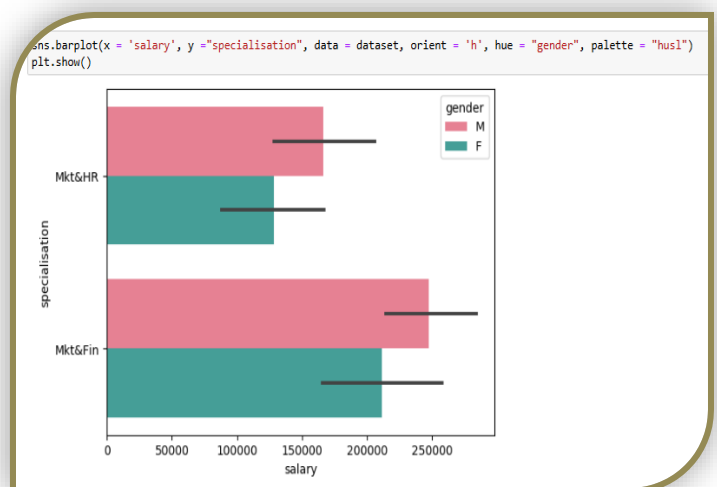 sns.barplot(x = 'salary', y ="specialisation", data = dataset, orient = 'h', hue = "gender", palette = "husl")
plt.show()
gender
M
F
Mkt&HR
specialisation
Mkt&Fin
0 50000 100000 150000 200000 250000
salary